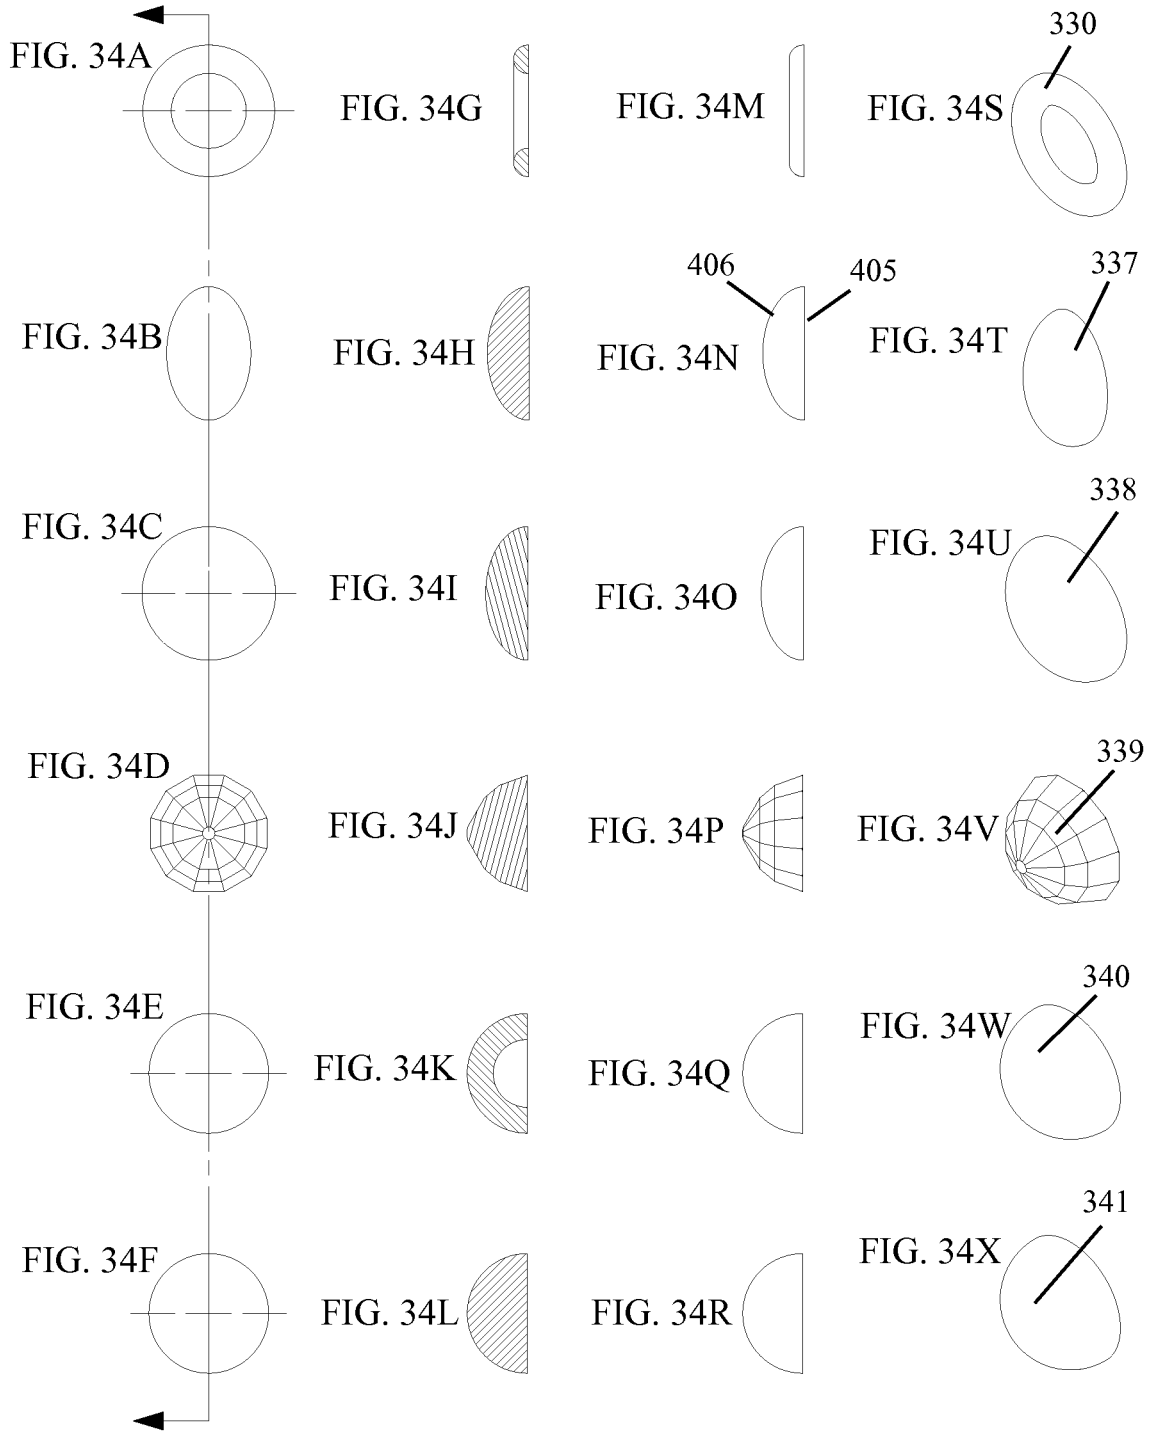 330
FIG. 34A
FIG. 34G
FIG. 34M
FIG. 34S
406
405
337
FIG. 34B
FIG. 34H
FIG. 34N
FIG. 34T
338
FIG. 34C
FIG. 34I
FIG. 34O
FIG. 34U
339
FIG. 34D
FIG. 34J
FIG. 34P
FIG. 34V
340
FIG. 34E
FIG. 34K
FIG. 34Q
FIG. 34W
341
FIG. 34F
FIG. 34L
FIG. 34R
FIG. 34X